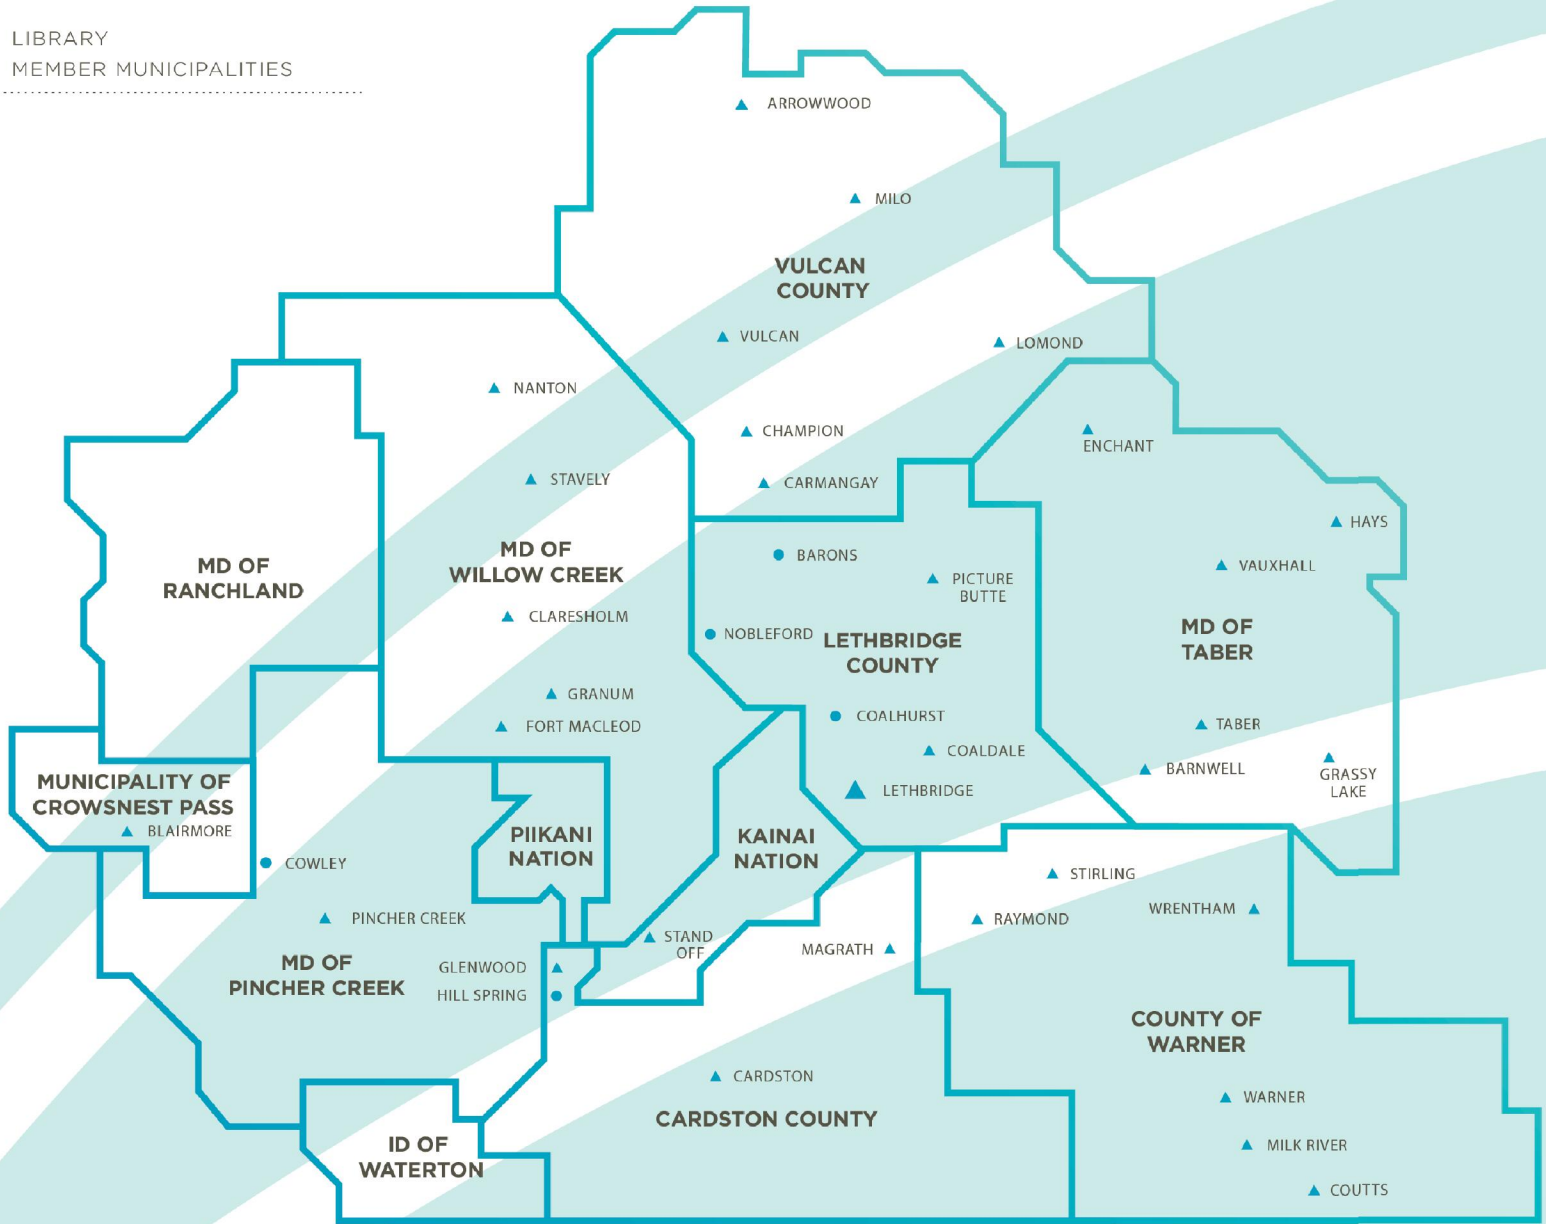 LIBRARY
MEMBER MUNICIPALITIES
ARROWWOOD
MILO
VULCAN
COUNTY
VULCAN
LOMOND
NANTON
CHAMPION
ENCHANT
STAVELY
CARMANGAY
HAYS
MD OF
WILLOW CREEK
BARONS
MD OF
RANCHLAND
VAUXHALL
PICTURE
BUTTE
CLARESHOLM
NOBLEFORD
LETHBRIDGE
COUNTY
MD OF
TABER
GRANUM
FORT MACLEOD
COALHURST
TABER
COALDALE
BARNWELL
GRASSY
LAKE
MUNICIPALITY OF
CROWSNEST PASS
BLAIRMORE
LETHBRIDGE
PIIKANI
NATION
KAINAI
NATION
COWLEY
STIRLING
PINCHER CREEK
WRENTHAM
RAYMOND
STAND
OFF
MAGRATH
MD OF
PINCHER CREEK
GLENWOOD
HILL SPRING
COUNTY OF
WARNER
CARDSTON
CARDSTON COUNTY
WARNER
ID OF
WATERTON
MILK RIVER
COUTTS